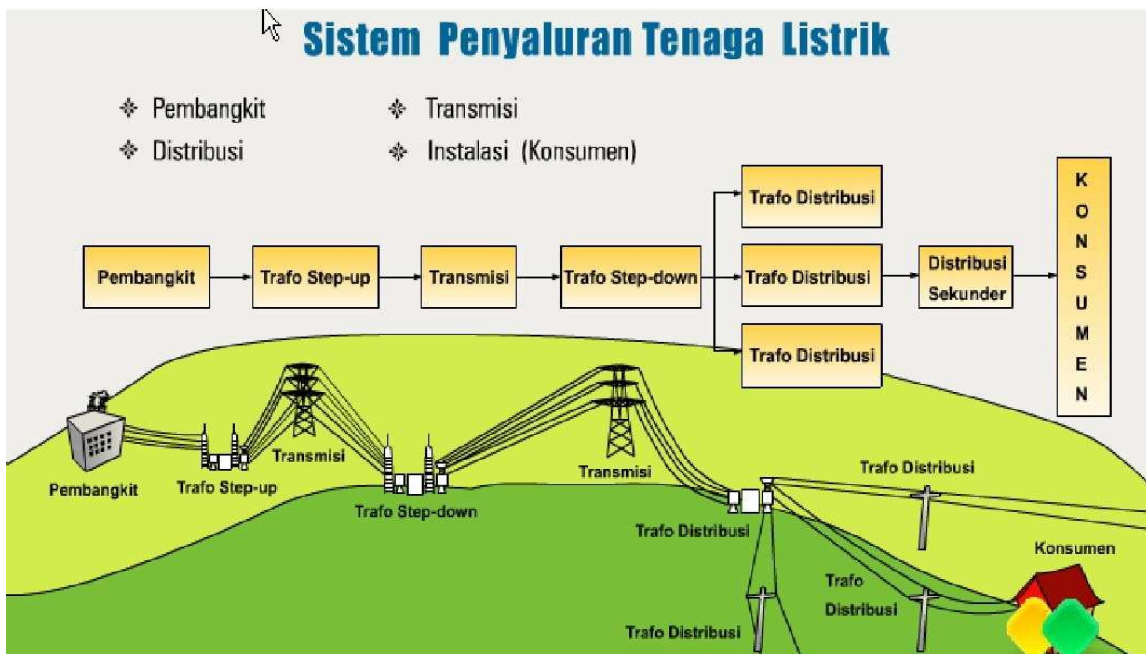 Sistem Penyaluran Tenaga Listrik
Pembangkit
Transmisi
Distribusi
Instalasi (Konsumen)
Trafo Distribusi
Pembangkit
Trafo Step-up
Transmisi
Trafo Step-down
Trafo Distribusi
Distribusi
Sekunder
KONSUMEN
Trafo Distribusi
Pembangkit
Trafo Step-up
Transmisi
Trafo Step-down
Transmisi
Trafo Distribusi
Trafo Distribusi
Konsumen
Trafo
Distribusi
Trafo Distribusi